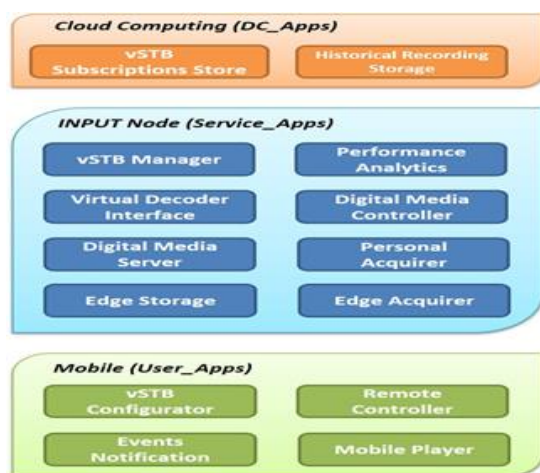 Cloud Computing (DC_Apps)
vSTB
Subscriptions Store
Historical Recording
Storage
INPUT Node (Service_Apps)
vSTB Manager
Performance
Analytics
Virtual Decoder
Interface
Digital Media
Controller
Digital Media
Server
Personal
Acquirer
Edge Storage
Edge Acquirer
Mobile (User_Apps)
vSTB
Configurator
Remote
Controller
Events
Notification
Mobile Player